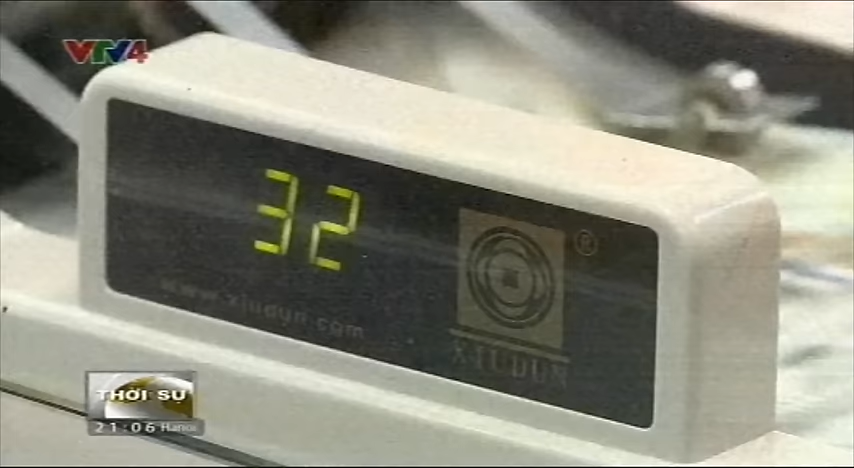 VTV4
32
®
www.xiudun.com
XIUDUN
THỜI SỰ
21:06 Hanoi